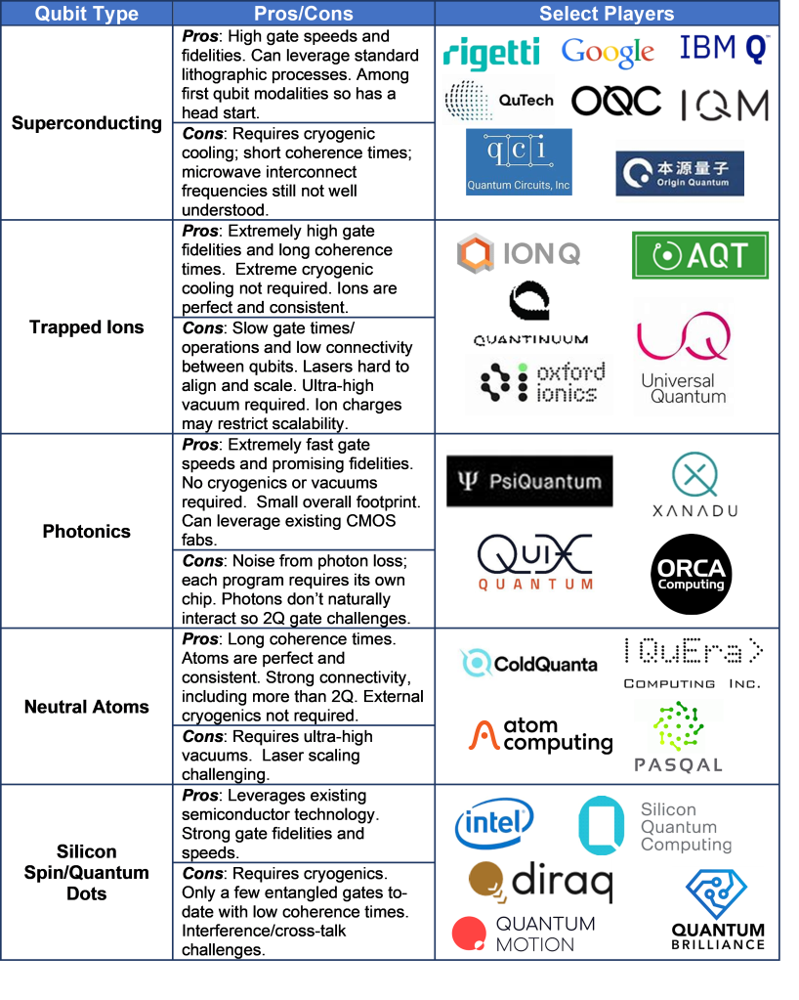 Qubit Type
Pros/Cons
Select Players
Superconducting
Pros: High gate speeds and
fidelities. Can leverage standard
lithographic processes. Among
first qubit modalities so has a
head start.
Cons: Requires cryogenic
cooling; short coherence times;
microwave interconnect
frequencies still not well
understood.
rigetti
Google
IBM Q™
QuTech
OQC
IQM
qci
Quantum Circuits, Inc
本源量子
Origin Quantum
Trapped Ions
Pros: Extremely high gate
fidelities and long coherence
times.  Extreme cryogenic
cooling not required. Ions are
perfect and consistent.
Cons: Slow gate times/
operations and low connectivity
between qubits. Lasers hard to
align and scale. Ultra-high
vacuum required. Ion charges
may restrict scalability.
IONQ
AQT
QUANTINUUM
UQ
Universal
Quantum
oxford
ionics
Photonics
Pros: Extremely fast gate
speeds and promising fidelities.
No cryogenics or vacuums
required.  Small overall footprint.
Can leverage existing CMOS
fabs.
Cons: Noise from photon loss;
each program requires its own
chip. Photons don’t naturally
interact so 2Q gate challenges.
Ψ PsiQuantum
XANADU
QUIX
QUANTUM
ORCA
Computing
Neutral Atoms
Pros: Long coherence times.
Atoms are perfect and
consistent. Strong connectivity,
including more than 2Q. External
cryogenics not required.
Cons: Requires ultra-high
vacuums.  Laser scaling
challenging.
ColdQuanta
|QuEra>
COMPUTING INC.
atom
computing
PASQAL
Silicon
Spin/Quantum
Dots
Pros: Leverages existing
semiconductor technology.
Strong gate fidelities and
speeds.
Cons: Requires cryogenics.
Only a few entangled gates to-
date with low coherence times.
Interference/cross-talk
challenges.
intel
Silicon
Quantum
Computing
diraq
QUANTUM
MOTION
QUANTUM
BRILLIANCE